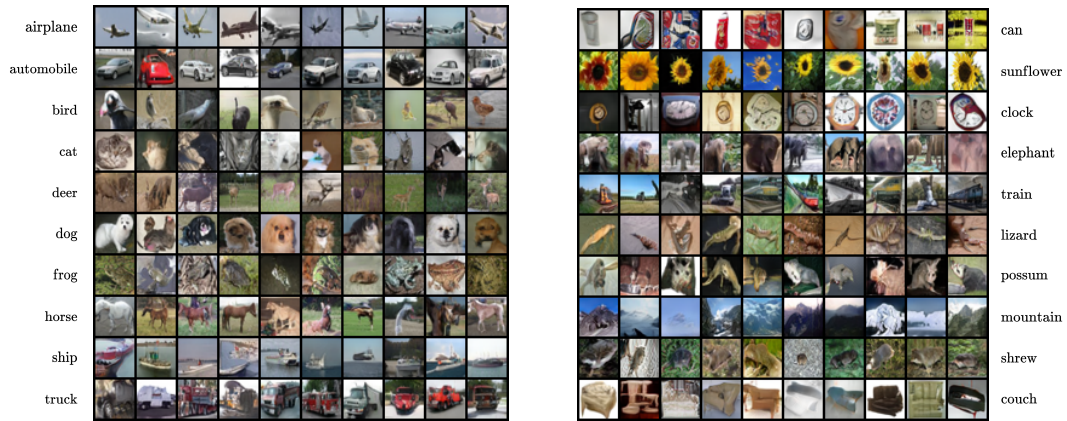 airplane
automobile
bird
cat
deer
dog
frog
horse
ship
truck
can
sunflower
clock
elephant
train
lizard
possum
mountain
shrew
couch